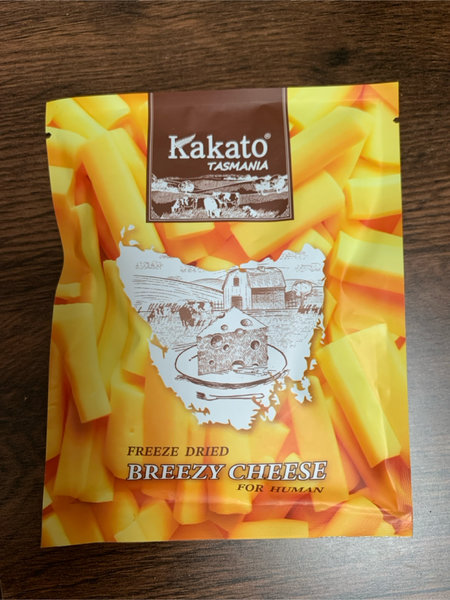 Kakato®
TASMANIA
FREEZE DRIED
BREEZY CHEESE
FOR HUMAN